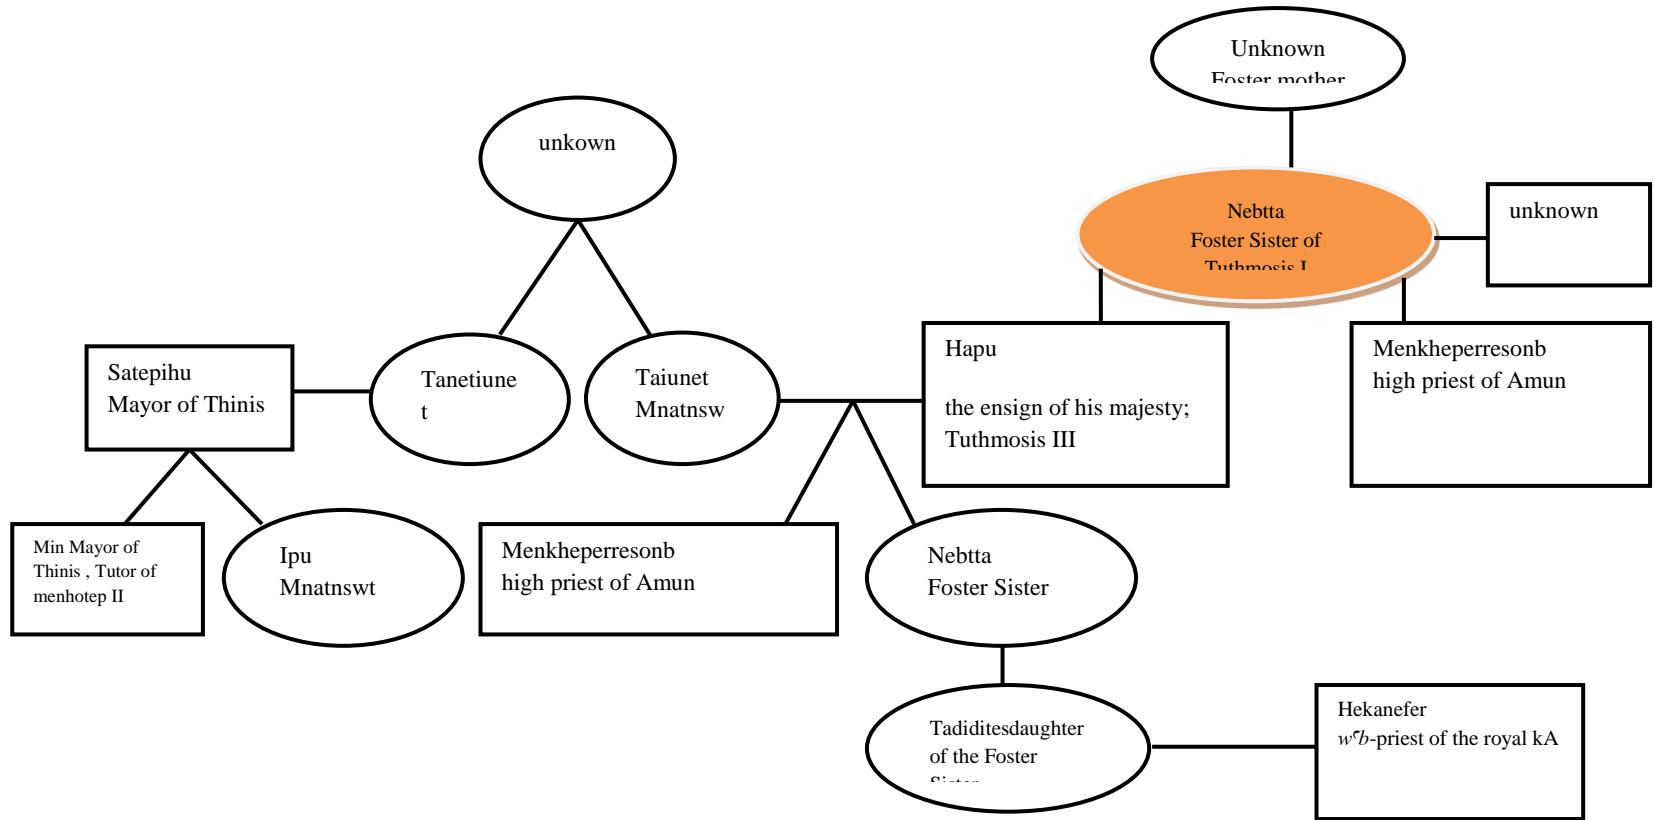 Unknown
Foster mother
unkown
Nebtta
Foster Sister of
Tuthmosis I
unknown
Hapu
the ensign of his majesty;
Tuthmosis III
Menkheperresonb
high priest of Amun
Satepihu
Mayor of Thinis
Tanetiune
t
Taiunet
Mnatnsw
Min Mayor of
Thinis , Tutor of
menhotep II
Ipu
Mnatnswt
Menkheperresonb
high priest of Amun
Nebtta
Foster Sister
Tadiditesdaughter
of the Foster
Sister
Hekanefer
wꜥb-priest of the royal kA